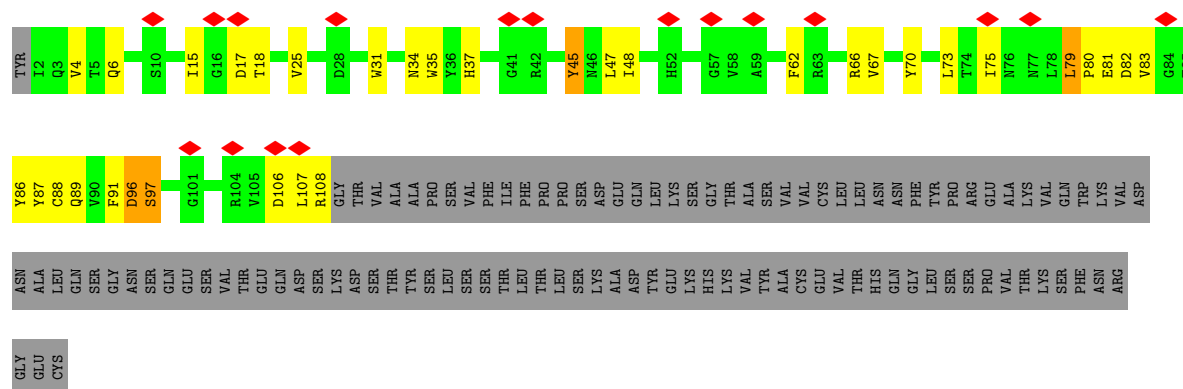 TYR I2 Q3 V4 T5 Q6 S10 I15 G16 D17 T18 V25 D28 W31 N34 W35 Y36 H37 G41 R42 Y45 N46 L47 I48 H52 G57 V58 A59 F62 R63 R66 V67 Y70 L73 T74 I75 N76 N77 L78 L79 P80 E81 D82 V83 G84
Y86 Y87 C88 Q89 V90 F91 D96 S97 G101 R104 V105 D106 L107 R108 GLY THR VAL ALA ALA PRO SER VAL PHE ILE PHE PRO PRO SER ASP GLU GLN LEU LYS SER GLY THR ALA SER VAL VAL CYS LEU LEU ASN ASN PHE TYR PRO ARG GLU ALA LYS VAL GLN TRP LYS VAL ASP
ASN ALA LEU GLN SER GLY ASN SER GLN GLU SER VAL THR GLU GLN ASP SER LYS ASP SER THR TYR SER LEU SER SER THR LEU THR LEU SER LYS ALA ASP TYR GLU LYS HIS LYS VAL TYR ALA CYS GLU VAL THR HIS GLN GLY LEU SER SER PRO VAL THR LYS SER PHE ASN ARG
GLY GLU CYS